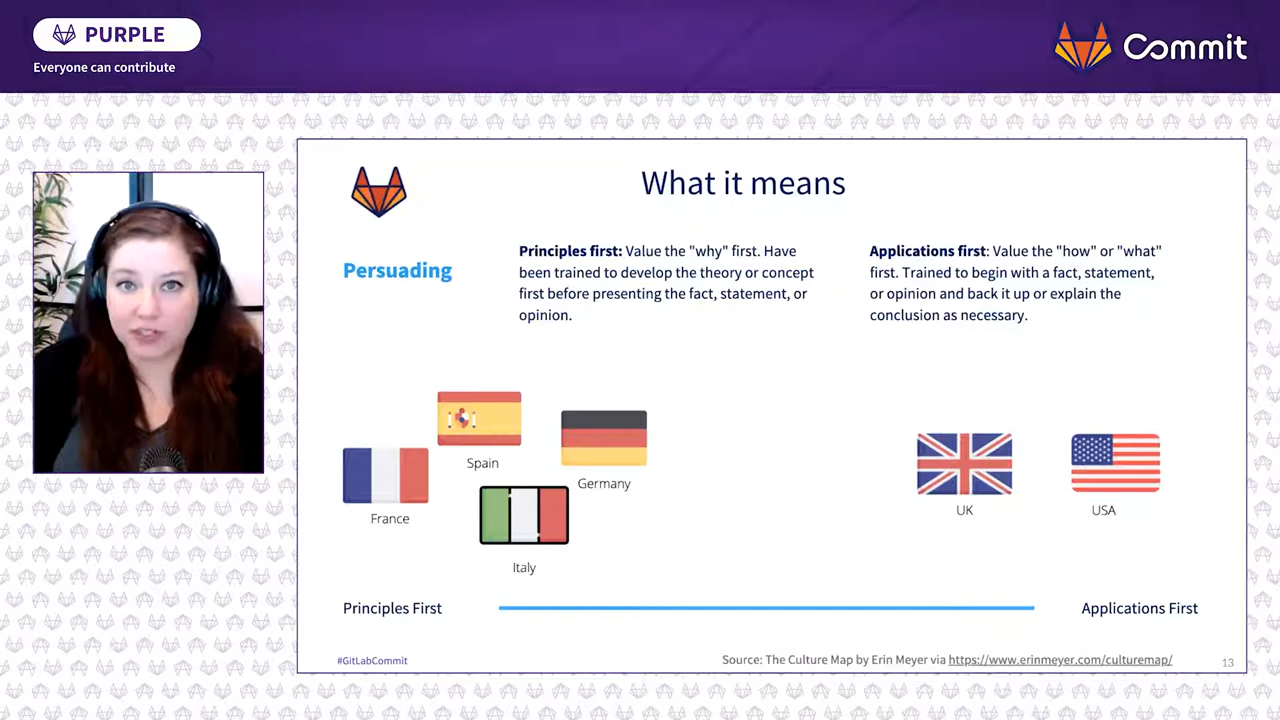 PURPLE
Everyone can contribute
Commit
What it means
Persuading
Principles first: Value the "why" first. Have
been trained to develop the theory or concept
first before presenting the fact, statement, or
opinion.
Applications first: Value the "how" or "what"
first. Trained to begin with a fact, statement,
or opinion and back it up or explain the
conclusion as necessary.
France
Spain
Italy
Germany
UK
USA
Principles First
Applications First
#GitLabCommit
Source: The Culture Map by Erin Meyer via https://www.erinmeyer.com/culturemap/
13